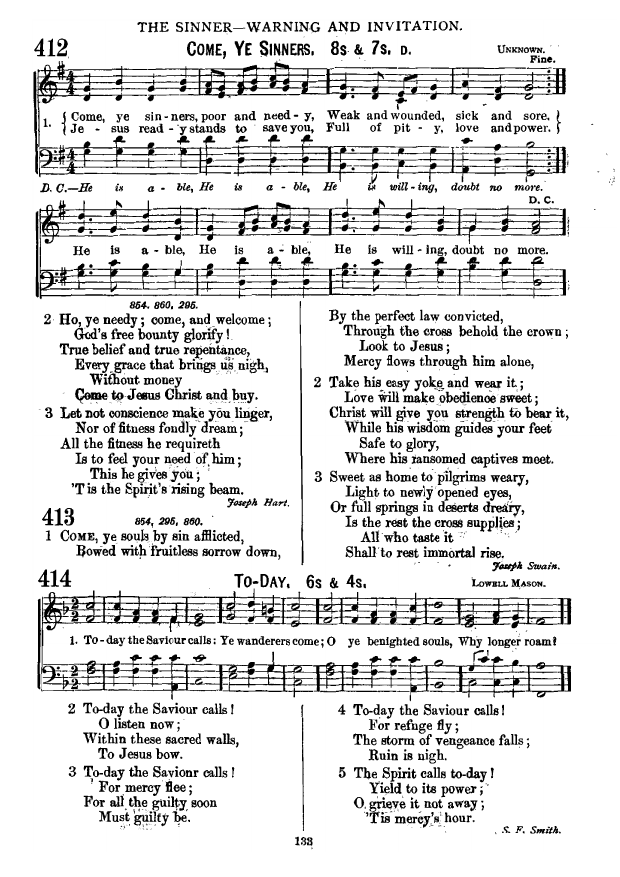 THE SINNER—WARNING AND INVITATION.
412 COME, YE SINNERS. 8s & 7s. D. UNKNOWN.
Fine.
1. { Come, ye sin-ners, poor and need-y, Weak and wounded, sick and sore, }
{ Je-sus read-y stands to save you, Full of pit-y, love and power. }
D. C.—He is a-ble, He is a-ble, He is will-ing, doubt no more.
D. C.
He is a-ble, He is a-ble, He is will-ing, doubt no more.
854. 860, 295.
2 Ho, ye needy; come, and welcome;
God's free bounty glorify!
True belief and true repentance,
Every grace that brings us nigh,
Without money
Come to Jesus Christ and buy.
3 Let not conscience make you linger,
Nor of fitness fondly dream;
All the fitness he requireth
Is to feel your need of him;
This he gives you;
'T is the Spirit's rising beam.
Joseph Hart.
413 854, 295, 860.
1 COME, ye souls by sin afflicted,
Bowed with fruitless sorrow down,
By the perfect law convicted,
Through the cross behold the crown;
Look to Jesus;
Mercy flows through him alone,
2 Take his easy yoke and wear it;
Love will make obedience sweet;
Christ will give you strength to bear it,
While his wisdom guides your feet
Safe to glory,
Where his ransomed captives meet.
3 Sweet as home to pilgrims weary,
Light to newly opened eyes,
Or full springs in deserts dreary,
Is the rest the cross supplies;
All who taste it
Shall to rest immortal rise.
Joseph Swain.
414 TO-DAY. 6s & 4s. LOWELL MASON.
1. To-day the Saviour calls: Ye wanderers come; O ye benighted souls, Why longer roam?
2 To-day the Saviour calls!
O listen now;
Within these sacred walls,
To Jesus bow.
3 To-day the Saviour calls!
For mercy flee;
For all the guilty soon
Must guilty be.
4 To-day the Saviour calls!
For refuge fly;
The storm of vengeance falls;
Ruin is nigh.
5 The Spirit calls to-day!
Yield to its power;
O, grieve it not away;
'Tis mercy's hour.
S. F. Smith.
133